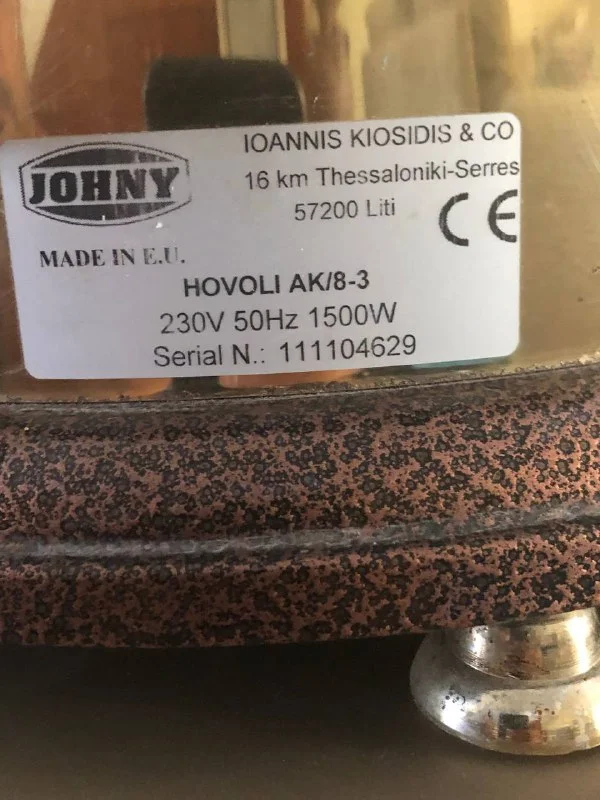 JOHNY
IOANNIS KIOSIDIS & CO
16 km Thessaloniki-Serres
57200 Liti
CE
MADE IN E.U.
HOVOLI AK/8-3
230V 50Hz 1500W
Serial N.: 111104629